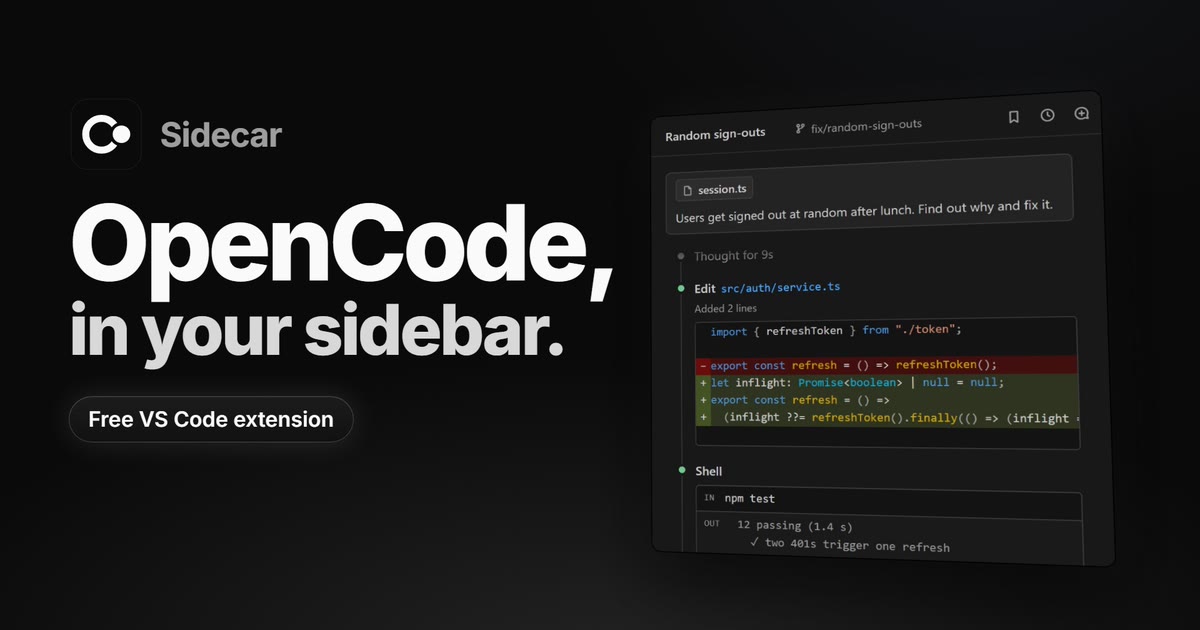 Sidecar
OpenCode,
in your sidebar.
Free VS Code extension
Random sign-outs
fix/random-sign-outs
session.ts
Users get signed out at random after lunch. Find out why and fix it.
Thought for 9s
Edit src/auth/service.ts
Added 2 lines
import { refreshToken } from "./token";
-export const refresh = () => refreshToken();
+let inflight: Promise<boolean> | null = null;
+export const refresh = () =>
+ (inflight ??= refreshToken().finally(() => (inflight =
Shell
IN npm test
OUT 12 passing (1.4 s)
✓ two 401s trigger one refresh